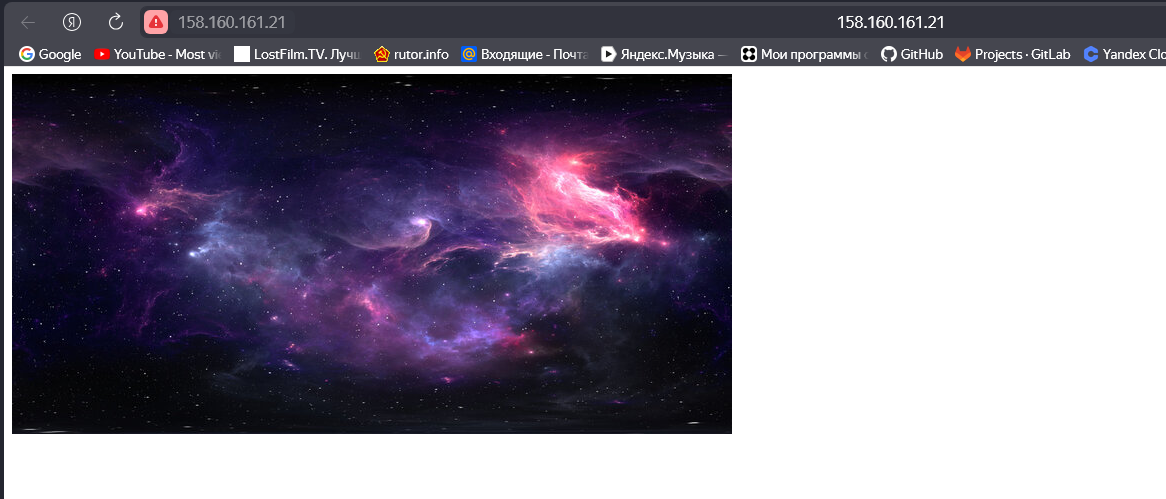 158.160.161.21 158.160.161.21
Google YouTube - Most vi LostFilm.TV. Лучш rutor.info Входящие - Почта Яндекс.Музыка — Мои программы с GitHub Projects · GitLab Yandex Clo